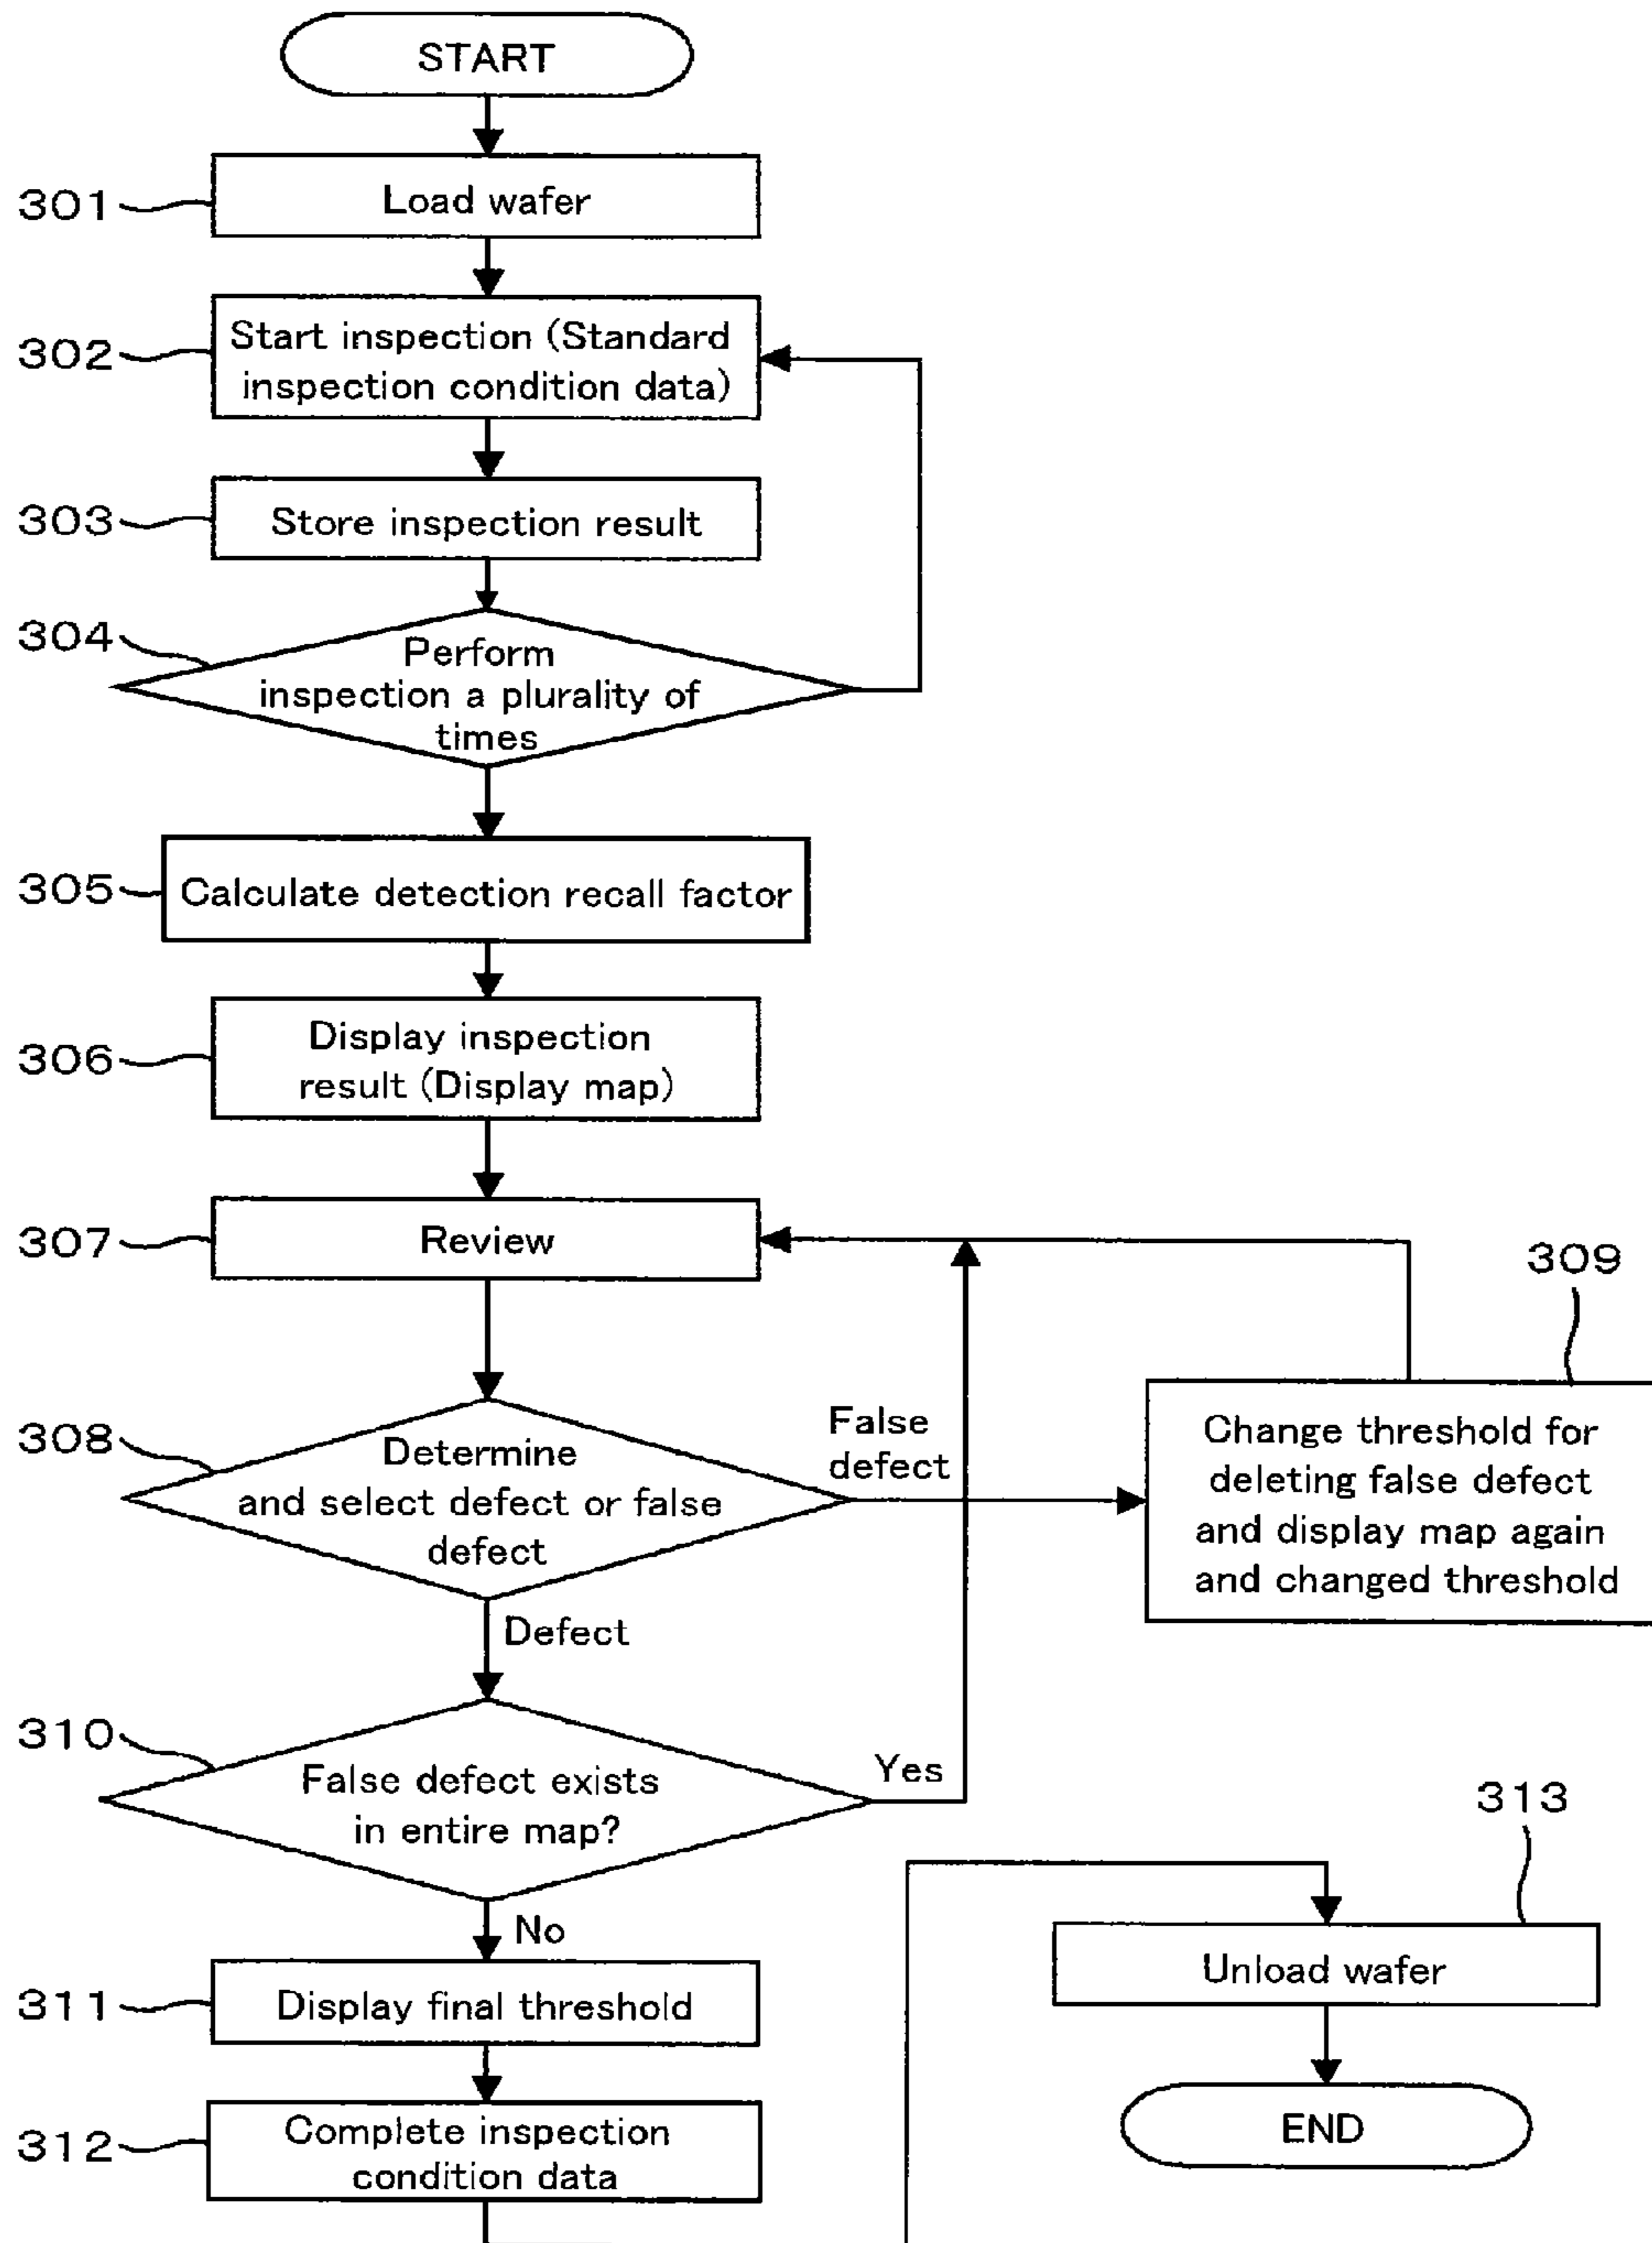 START
301
Load wafer
302
Start inspection (Standard
inspection condition data)
303
Store inspection result
304
Perform
inspection a plurality of
times
305
Calculate detection recall factor
306
Display inspection
result (Display map)
307
Review
309
308
Determine
and select defect or false
defect
False
defect
Change threshold for
deleting false defect
and display map again
and changed threshold
Defect
310
False defect exists
in entire map?
Yes
No
313
Unload wafer
311
Display final threshold
312
Complete inspection
condition data
END